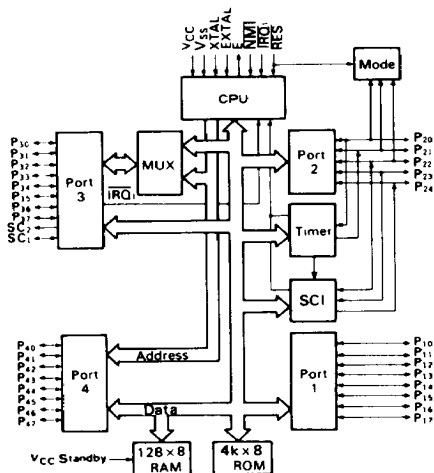 VCC
VSS
XTAL
EXTAL
E
NMI
IRQ1
RES
Mode
CPU
P30
P31
P32
P33
P34
P35
P36
P37
SC2
SC1
Port 3
MUX
IRQ1
Port 2
P20
P21
P22
P23
P24
Timer
SCI
P40
P41
P42
P43
P44
P45
P46
P47
Port 4
Address
Data
Port 1
P10
P11
P12
P13
P14
P15
P16
P17
VCC Standby
128 × 8
RAM
4k × 8
ROM